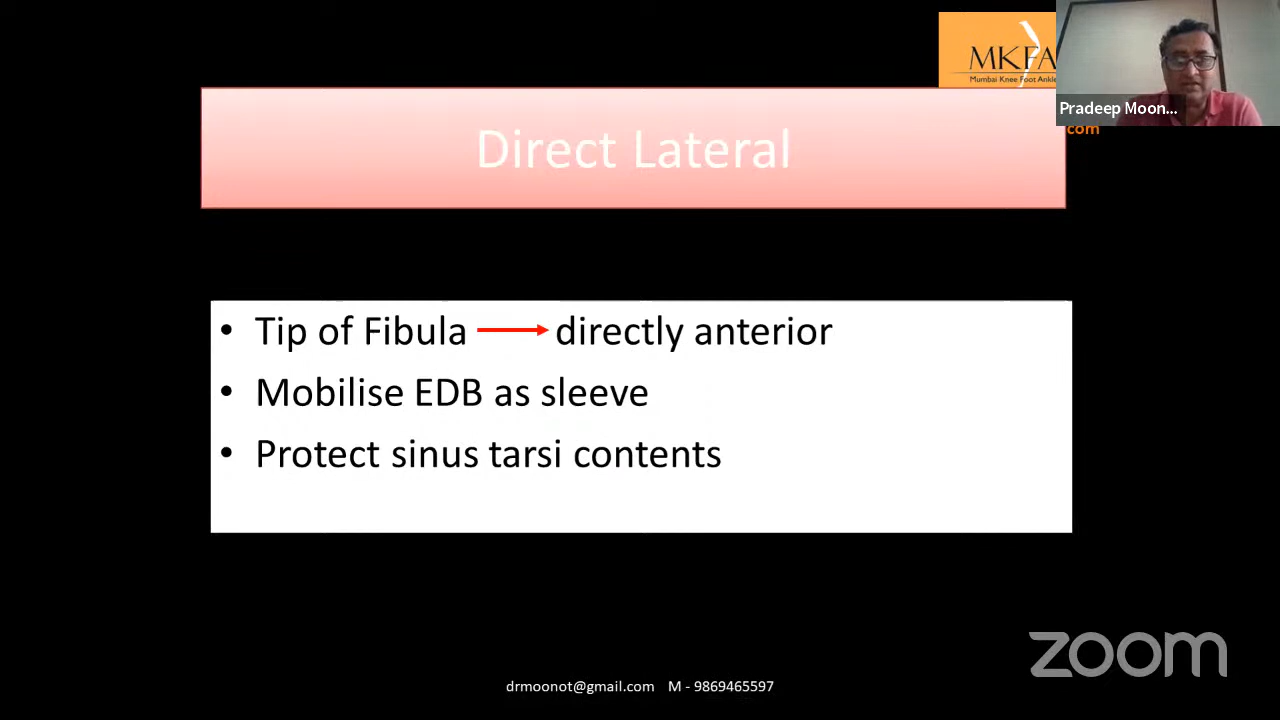 MKFA
Mumbai Knee Foot Ankle
Pradeep Moon...
com
Direct Lateral
• Tip of Fibula → directly anterior
• Mobilise EDB as sleeve
• Protect sinus tarsi contents
zoom
drmoonot@gmail.com M - 9869465597